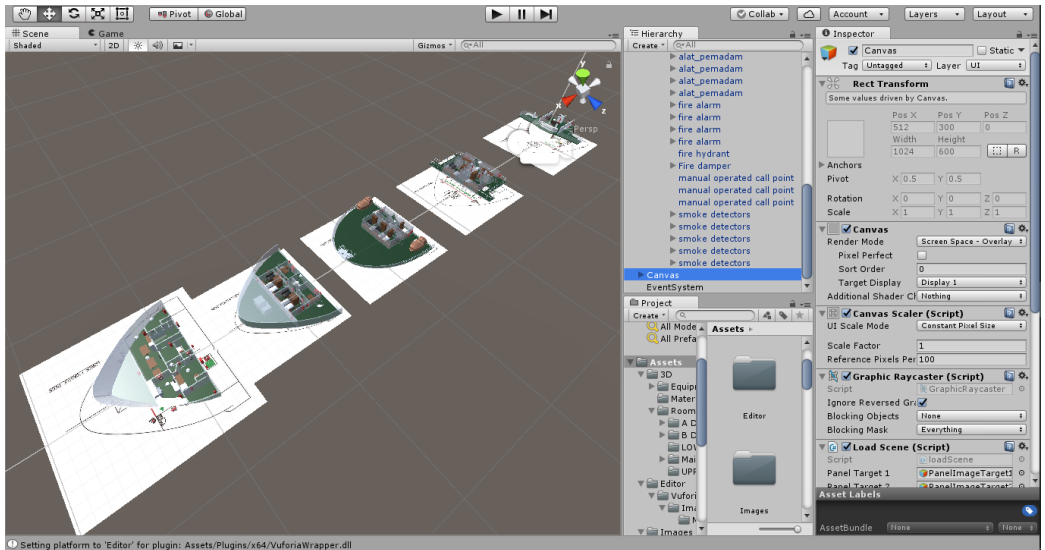 Pivot Global Collab Account Layers Layout
Scene Game
Shaded 2D Gizmos All
Persp
y
x
z
Hierarchy
Create All
alat_pemadam
alat_pemadam
alat_pemadam
alat_pemadam
fire alarm
fire alarm
fire alarm
fire alarm
fire hydrant
Fire damper
manual operated call point
manual operated call point
manual operated call point
smoke detectors
smoke detectors
smoke detectors
smoke detectors
smoke detectors
Canvas
EventSystem
Project
Create
All Mode
All Prefa
Assets
3D
Equip
Mater
Room
A D
B D
LOV
Mai
UPP
Editor
Vufori
Ima
Images
Assets
Editor
Images
Inspector
Canvas Static
Tag Untagged Layer UI
Rect Transform
Some values driven by Canvas.
Pos X Pos Y Pos Z
512 300 0
Width Height
1024 600
R
Anchors
Pivot X 0.5 Y 0.5
Rotation X 0 Y 0 Z 0
Scale X 1 Y 1 Z 1
Canvas
Render Mode Screen Space - Overlay
Pixel Perfect
Sort Order 0
Target Display Display 1
Additional Shader Cl Nothing
Canvas Scaler (Script)
UI Scale Mode Constant Pixel Size
Scale Factor 1
Reference Pixels Per 100
Graphic Raycaster (Script)
Script GraphicRaycaster
Ignore Reversed Gra
Blocking Objects None
Blocking Mask Everything
Load Scene (Script)
Script loadScene
Panel Target 1 PanelImageTarget1
Panel Target 2 PanelImageTarget2
Asset Labels
AssetBundle None None
Setting platform to 'Editor' for plugin: Assets/Plugins/x64/VuforiaWrapper.dll